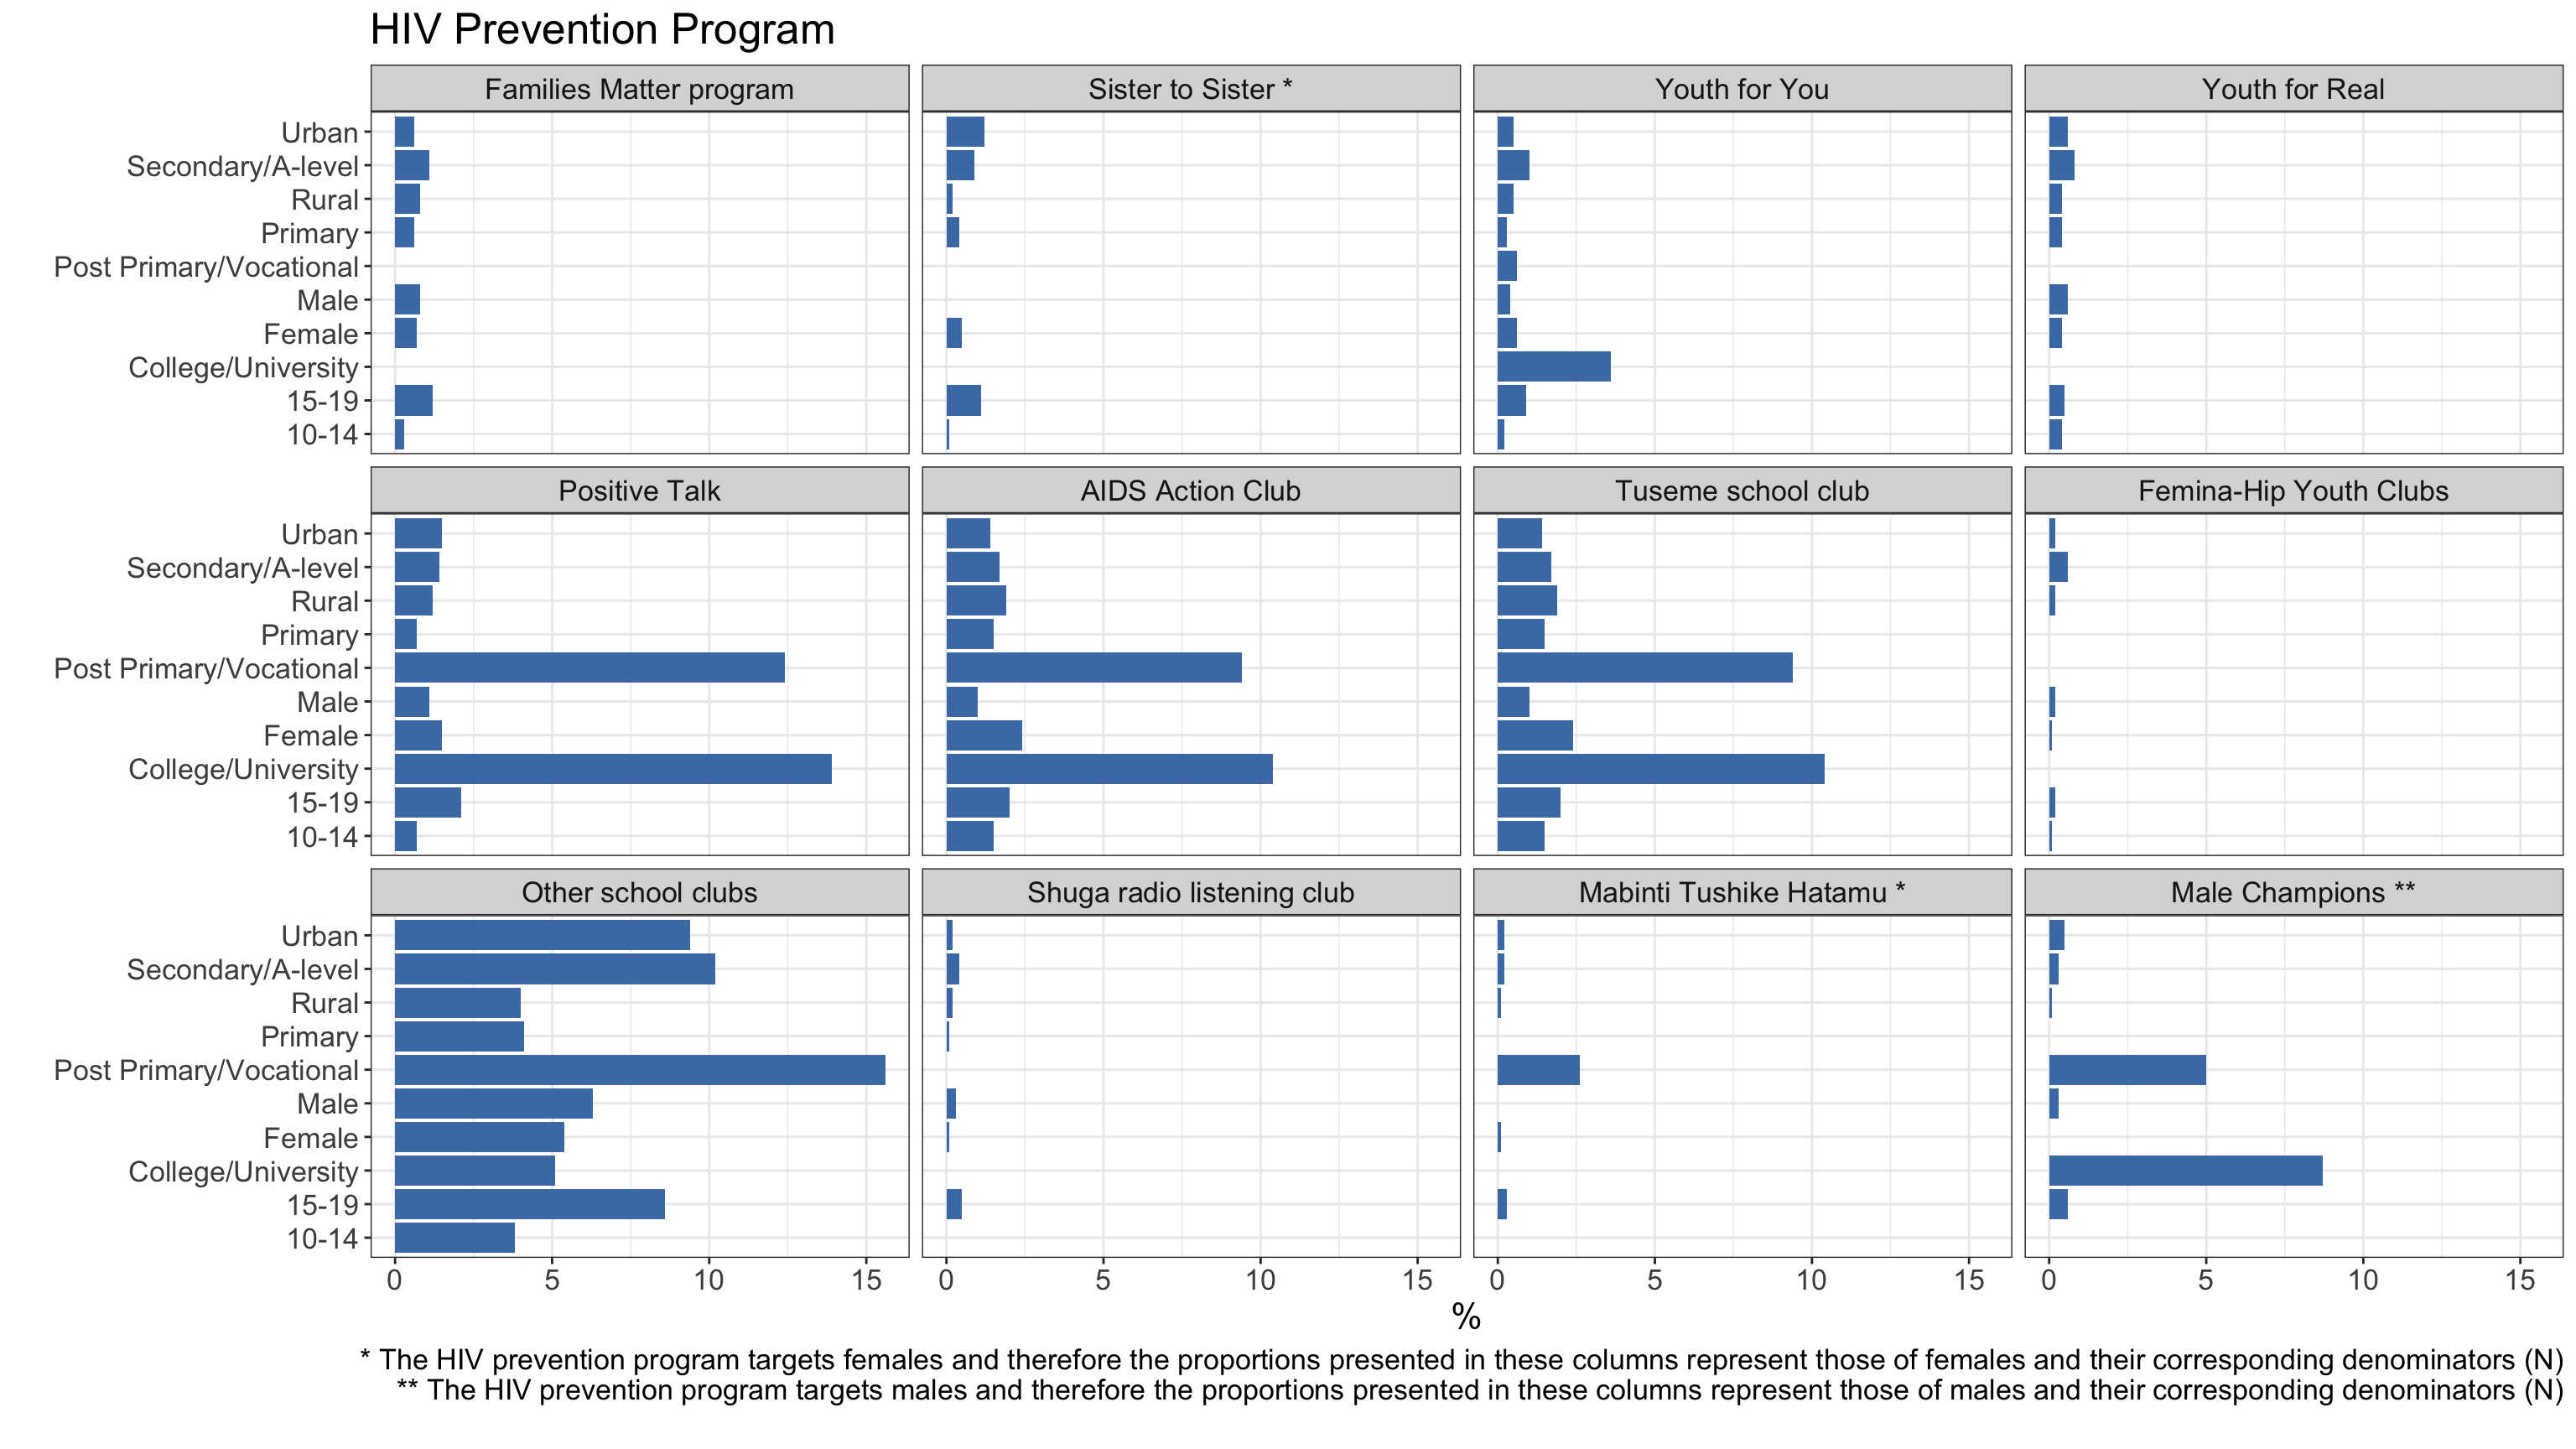 HIV Prevention Program
Families Matter program
Sister to Sister *
Youth for You
Youth for Real
Urban
Secondary/A-level
Rural
Primary
Post Primary/Vocational
Male
Female
College/University
15-19
10-14
Positive Talk
AIDS Action Club
Tuseme school club
Femina-Hip Youth Clubs
Urban
Secondary/A-level
Rural
Primary
Post Primary/Vocational
Male
Female
College/University
15-19
10-14
Other school clubs
Shuga radio listening club
Mabinti Tushike Hatamu *
Male Champions **
Urban
Secondary/A-level
Rural
Primary
Post Primary/Vocational
Male
Female
College/University
15-19
10-14
0 5 10 15
0 5 10 15
0 5 10 15
0 5 10 15
%
* The HIV prevention program targets females and therefore the proportions presented in these columns represent those of females and their corresponding denominators (N)
** The HIV prevention program targets males and therefore the proportions presented in these columns represent those of males and their corresponding denominators (N)